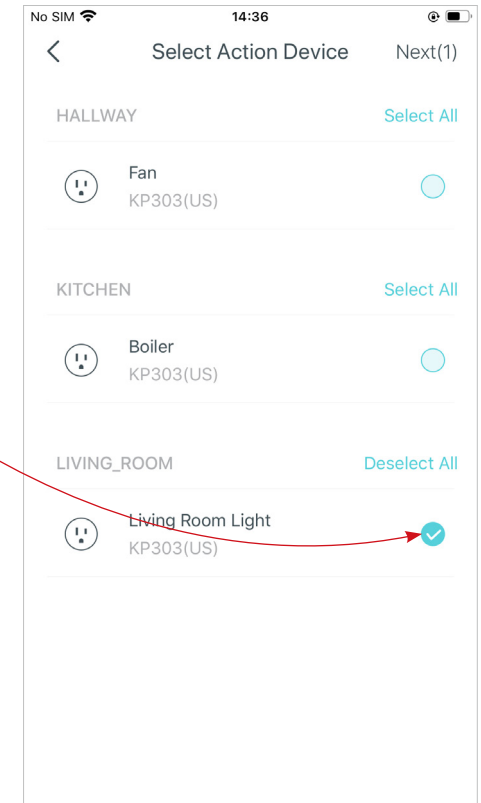 No SIM 14:36
Select Action Device Next(1)
HALLWAY Select All
Fan
KP303(US)
KITCHEN Select All
Boiler
KP303(US)
LIVING_ROOM Deselect All
Living Room Light
KP303(US)